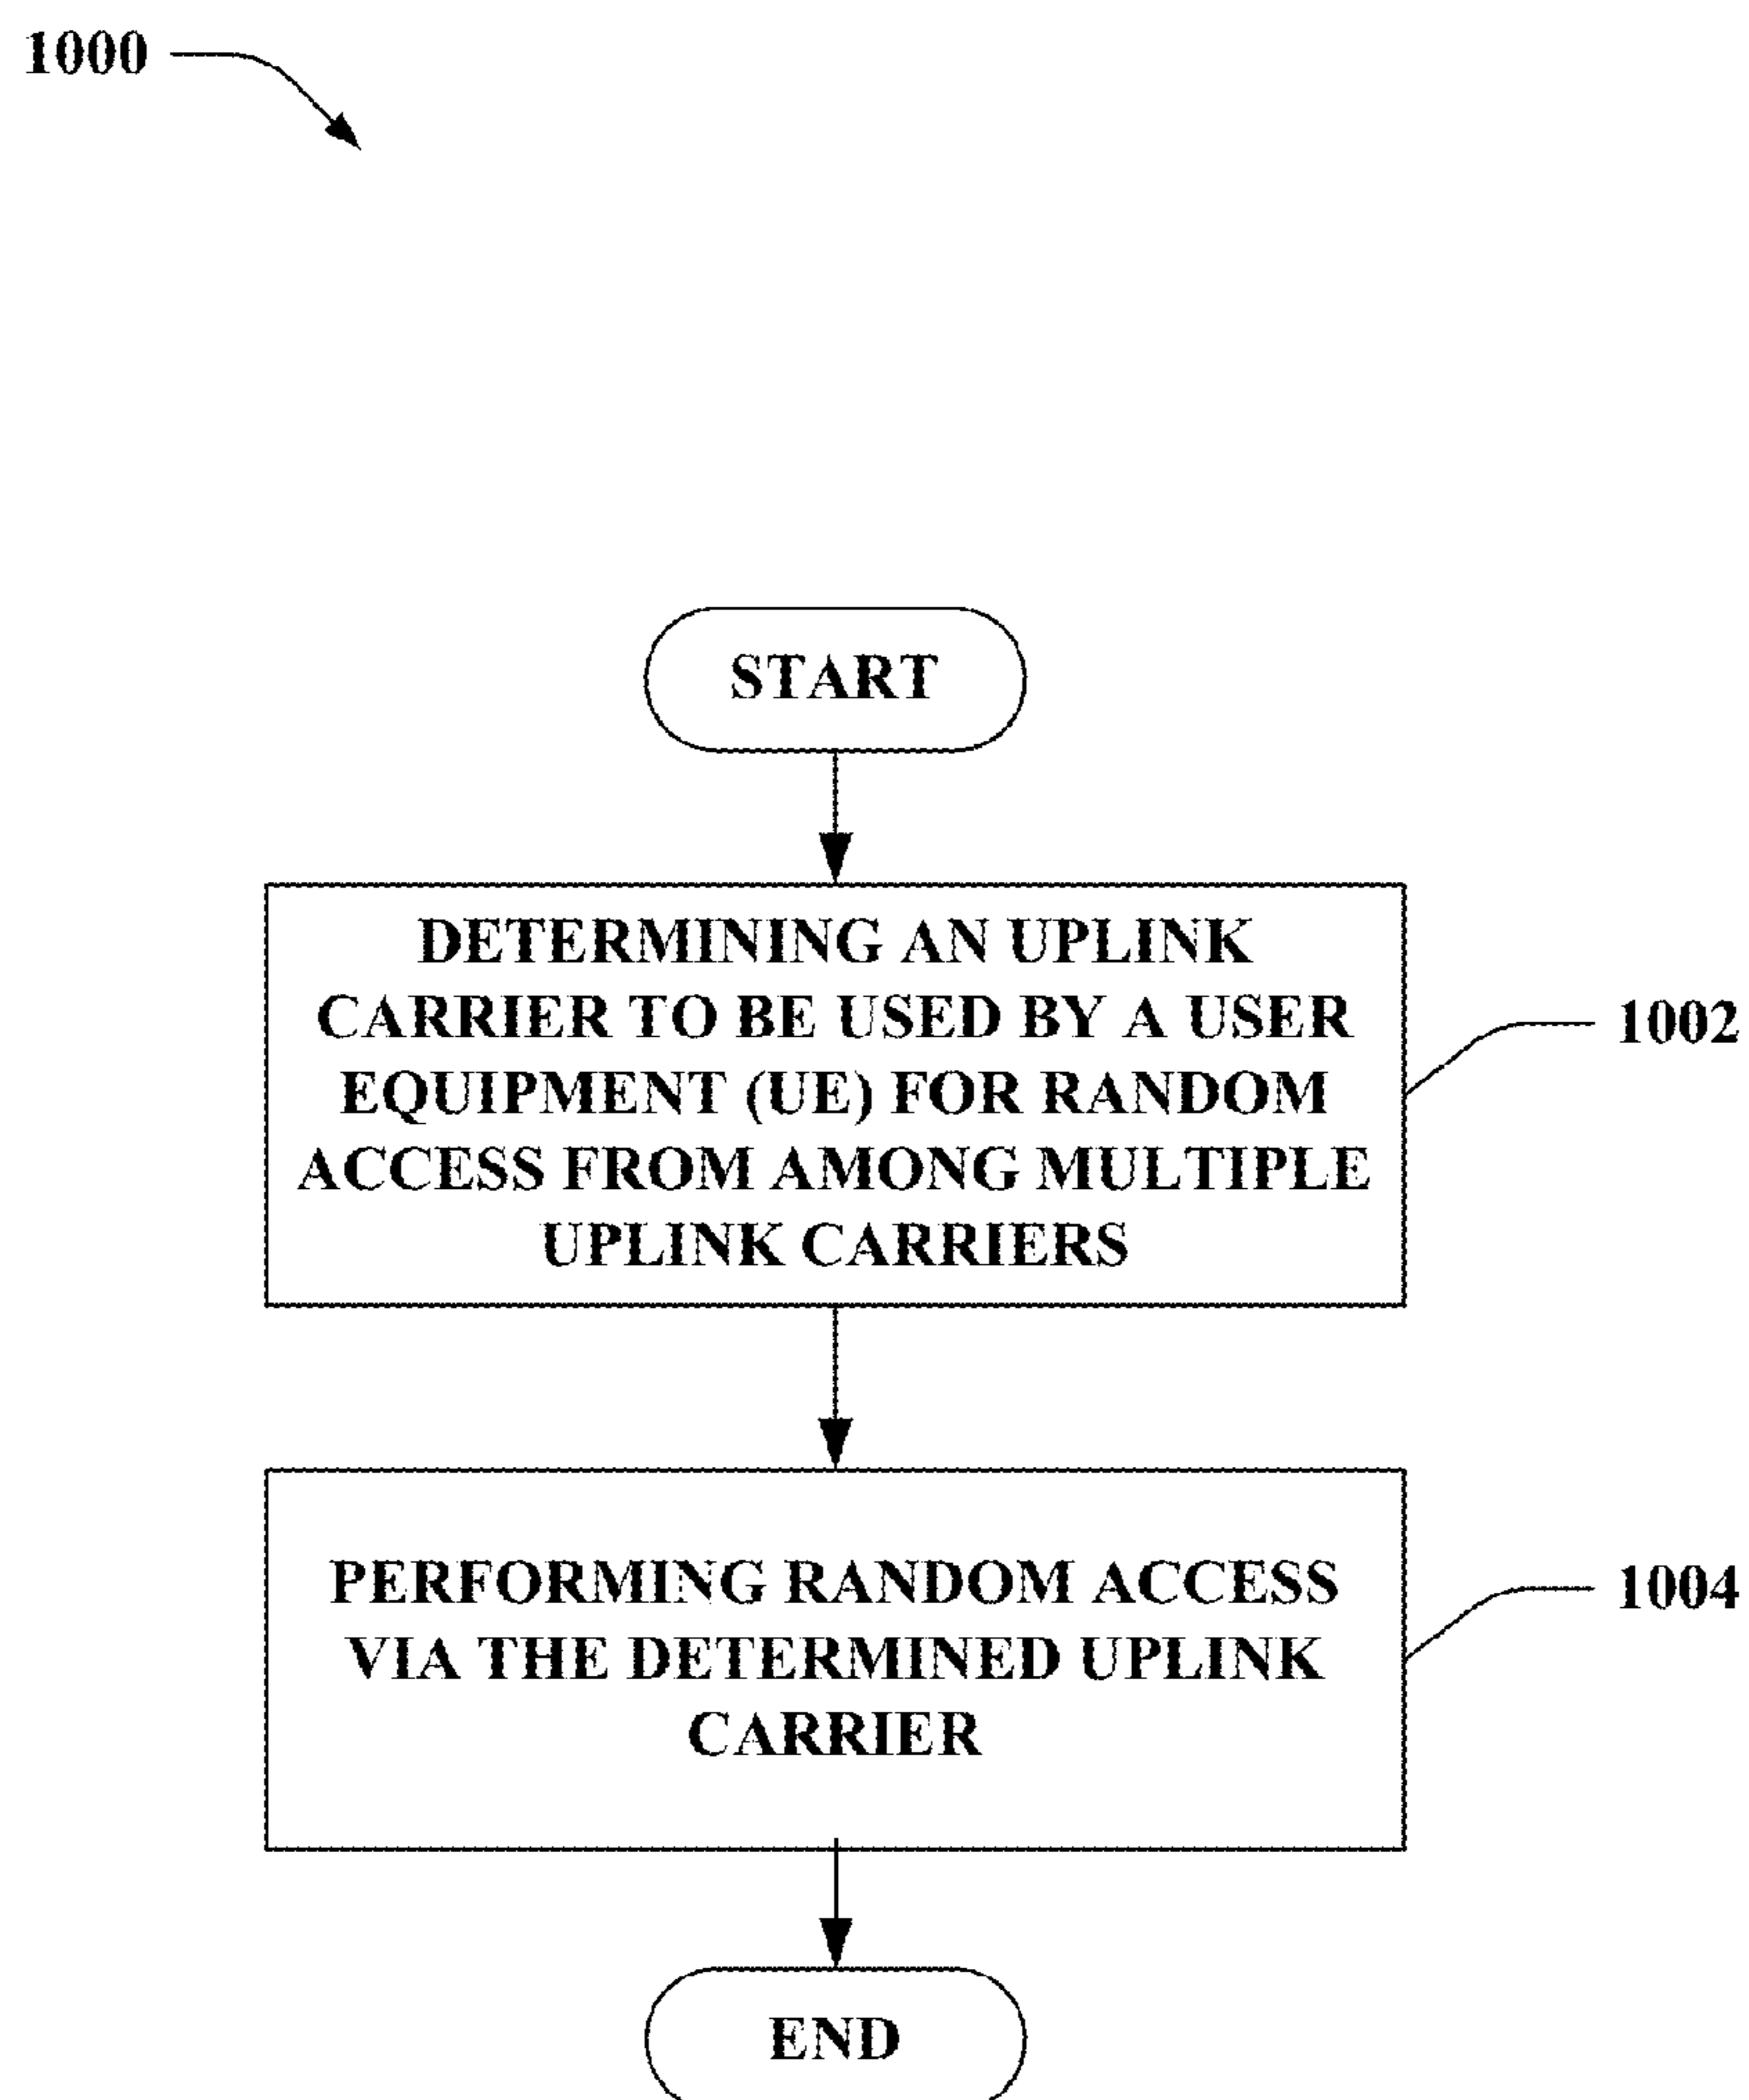 1000
START
DETERMINING AN UPLINK
CARRIER TO BE USED BY A USER
EQUIPMENT (UE) FOR RANDOM
ACCESS FROM AMONG MULTIPLE
UPLINK CARRIERS
1002
PERFORMING RANDOM ACCESS
VIA THE DETERMINED UPLINK
CARRIER
1004
END